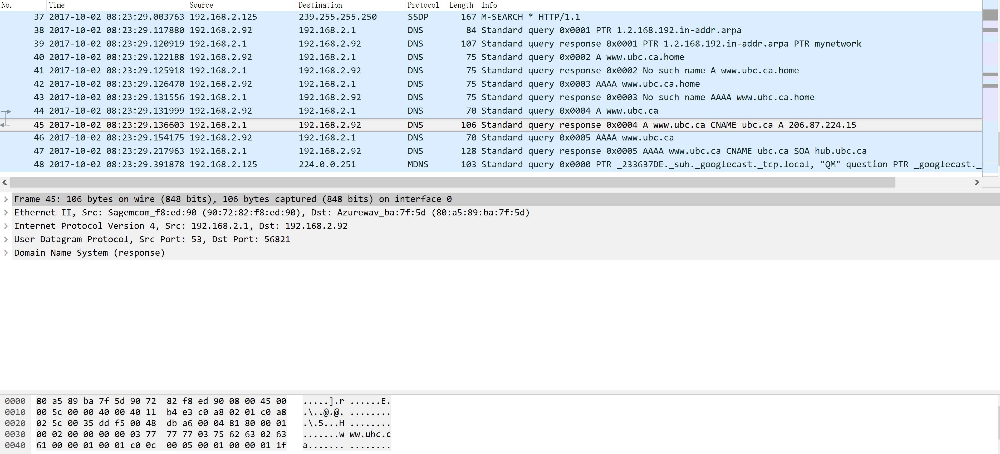 No. Time Source Destination Protocol Length Info
37 2017-10-02 08:23:29.003763 192.168.2.125 239.255.255.250 SSDP 167 M-SEARCH * HTTP/1.1
38 2017-10-02 08:23:29.117880 192.168.2.92 192.168.2.1 DNS 84 Standard query 0x0001 PTR 1.2.168.192.in-addr.arpa
39 2017-10-02 08:23:29.120919 192.168.2.1 192.168.2.92 DNS 107 Standard query response 0x0001 PTR 1.2.168.192.in-addr.arpa PTR mynetwork
40 2017-10-02 08:23:29.122188 192.168.2.92 192.168.2.1 DNS 75 Standard query 0x0002 A www.ubc.ca.home
41 2017-10-02 08:23:29.125918 192.168.2.1 192.168.2.92 DNS 75 Standard query response 0x0002 No such name A www.ubc.ca.home
42 2017-10-02 08:23:29.126470 192.168.2.92 192.168.2.1 DNS 75 Standard query 0x0003 AAAA www.ubc.ca.home
43 2017-10-02 08:23:29.131556 192.168.2.1 192.168.2.92 DNS 75 Standard query response 0x0003 No such name AAAA www.ubc.ca.home
44 2017-10-02 08:23:29.131999 192.168.2.92 192.168.2.1 DNS 70 Standard query 0x0004 A www.ubc.ca
45 2017-10-02 08:23:29.136603 192.168.2.1 192.168.2.92 DNS 106 Standard query response 0x0004 A www.ubc.ca CNAME ubc.ca A 206.87.224.15
46 2017-10-02 08:23:29.154175 192.168.2.92 192.168.2.1 DNS 70 Standard query 0x0005 AAAA www.ubc.ca
47 2017-10-02 08:23:29.217963 192.168.2.1 192.168.2.92 DNS 128 Standard query response 0x0005 AAAA www.ubc.ca CNAME ubc.ca SOA hub.ubc.ca
48 2017-10-02 08:23:29.391878 192.168.2.125 224.0.0.251 MDNS 103 Standard query 0x0000 PTR _233637DE._sub._googlecast._tcp.local, "QM" question PTR _googlecast._
Frame 45: 106 bytes on wire (848 bits), 106 bytes captured (848 bits) on interface 0
Ethernet II, Src: Sagemcom_f8:ed:90 (90:72:82:f8:ed:90), Dst: Azurewav_ba:7f:5d (80:a5:89:ba:7f:5d)
Internet Protocol Version 4, Src: 192.168.2.1, Dst: 192.168.2.92
User Datagram Protocol, Src Port: 53, Dst Port: 56821
Domain Name System (response)
0000 80 a5 89 ba 7f 5d 90 72 82 f8 ed 90 08 00 45 00 .....].r ......E.
0010 00 5c 00 00 40 00 40 11 b4 e3 c0 a8 02 01 c0 a8 .\..@.@. ........
0020 02 5c 00 35 dd f5 00 48 db a6 00 04 81 80 00 01 .\.5...H ........
0030 00 02 00 00 00 00 03 77 77 77 03 75 62 63 02 63 .......w ww.ubc.c
0040 61 00 00 01 00 01 c0 0c 00 05 00 01 00 00 01 1f a....... ........